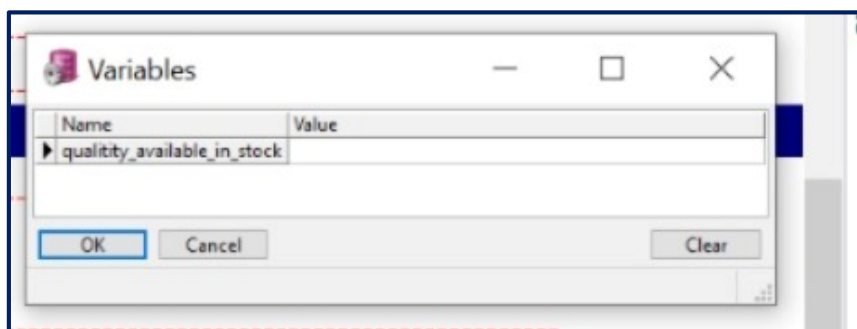 Variables
Name Value
qualitity_available_in_stock
OK Cancel Clear